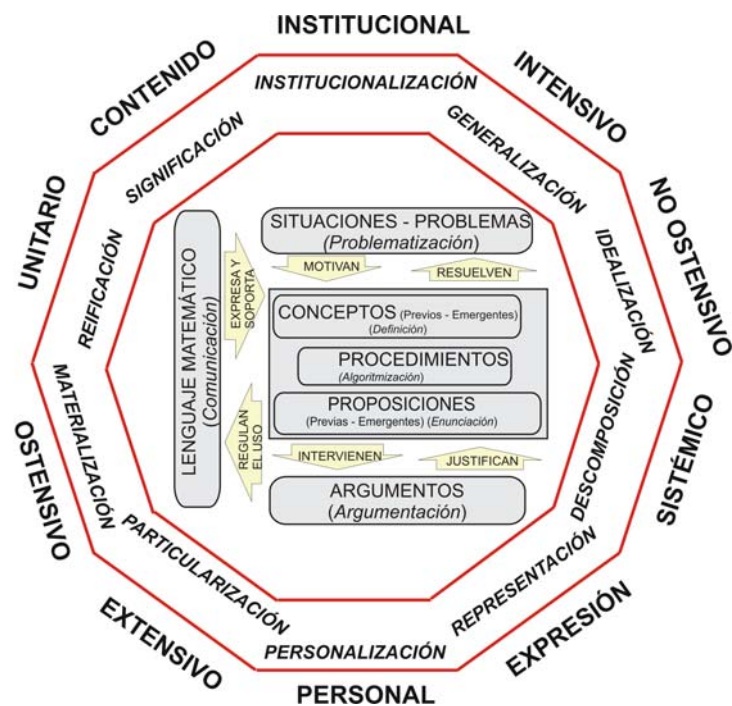 INSTITUCIONAL
INSTITUCIONALIZACIÓN
CONTENIDO
INTENSIVO
SIGNIFICACIÓN
GENERALIZACIÓN
UNITARIO
NO OSTENSIVO
REIFICACIÓN
IDEALIZACIÓN
SITUACIONES - PROBLEMAS
(Problematización)
MOTIVAN
RESUELVEN
LENGUAJE MATEMÁTICO
(Comunicación)
EXPRESA Y
SOPORTA
CONCEPTOS (Previos - Emergentes)
(Definición)
PROCEDIMIENTOS
(Algoritmización)
PROPOSICIONES
(Previas - Emergentes) (Enunciación)
REGULAN
EL USO
INTERVIENEN
JUSTIFICAN
ARGUMENTOS
(Argumentación)
MATERIALIZACIÓN
DESCOMPOSICIÓN
OSTENSIVO
SISTÉMICO
PARTICULARIZACIÓN
REPRESENTACIÓN
EXTENSIVO
EXPRESIÓN
PERSONALIZACIÓN
PERSONAL